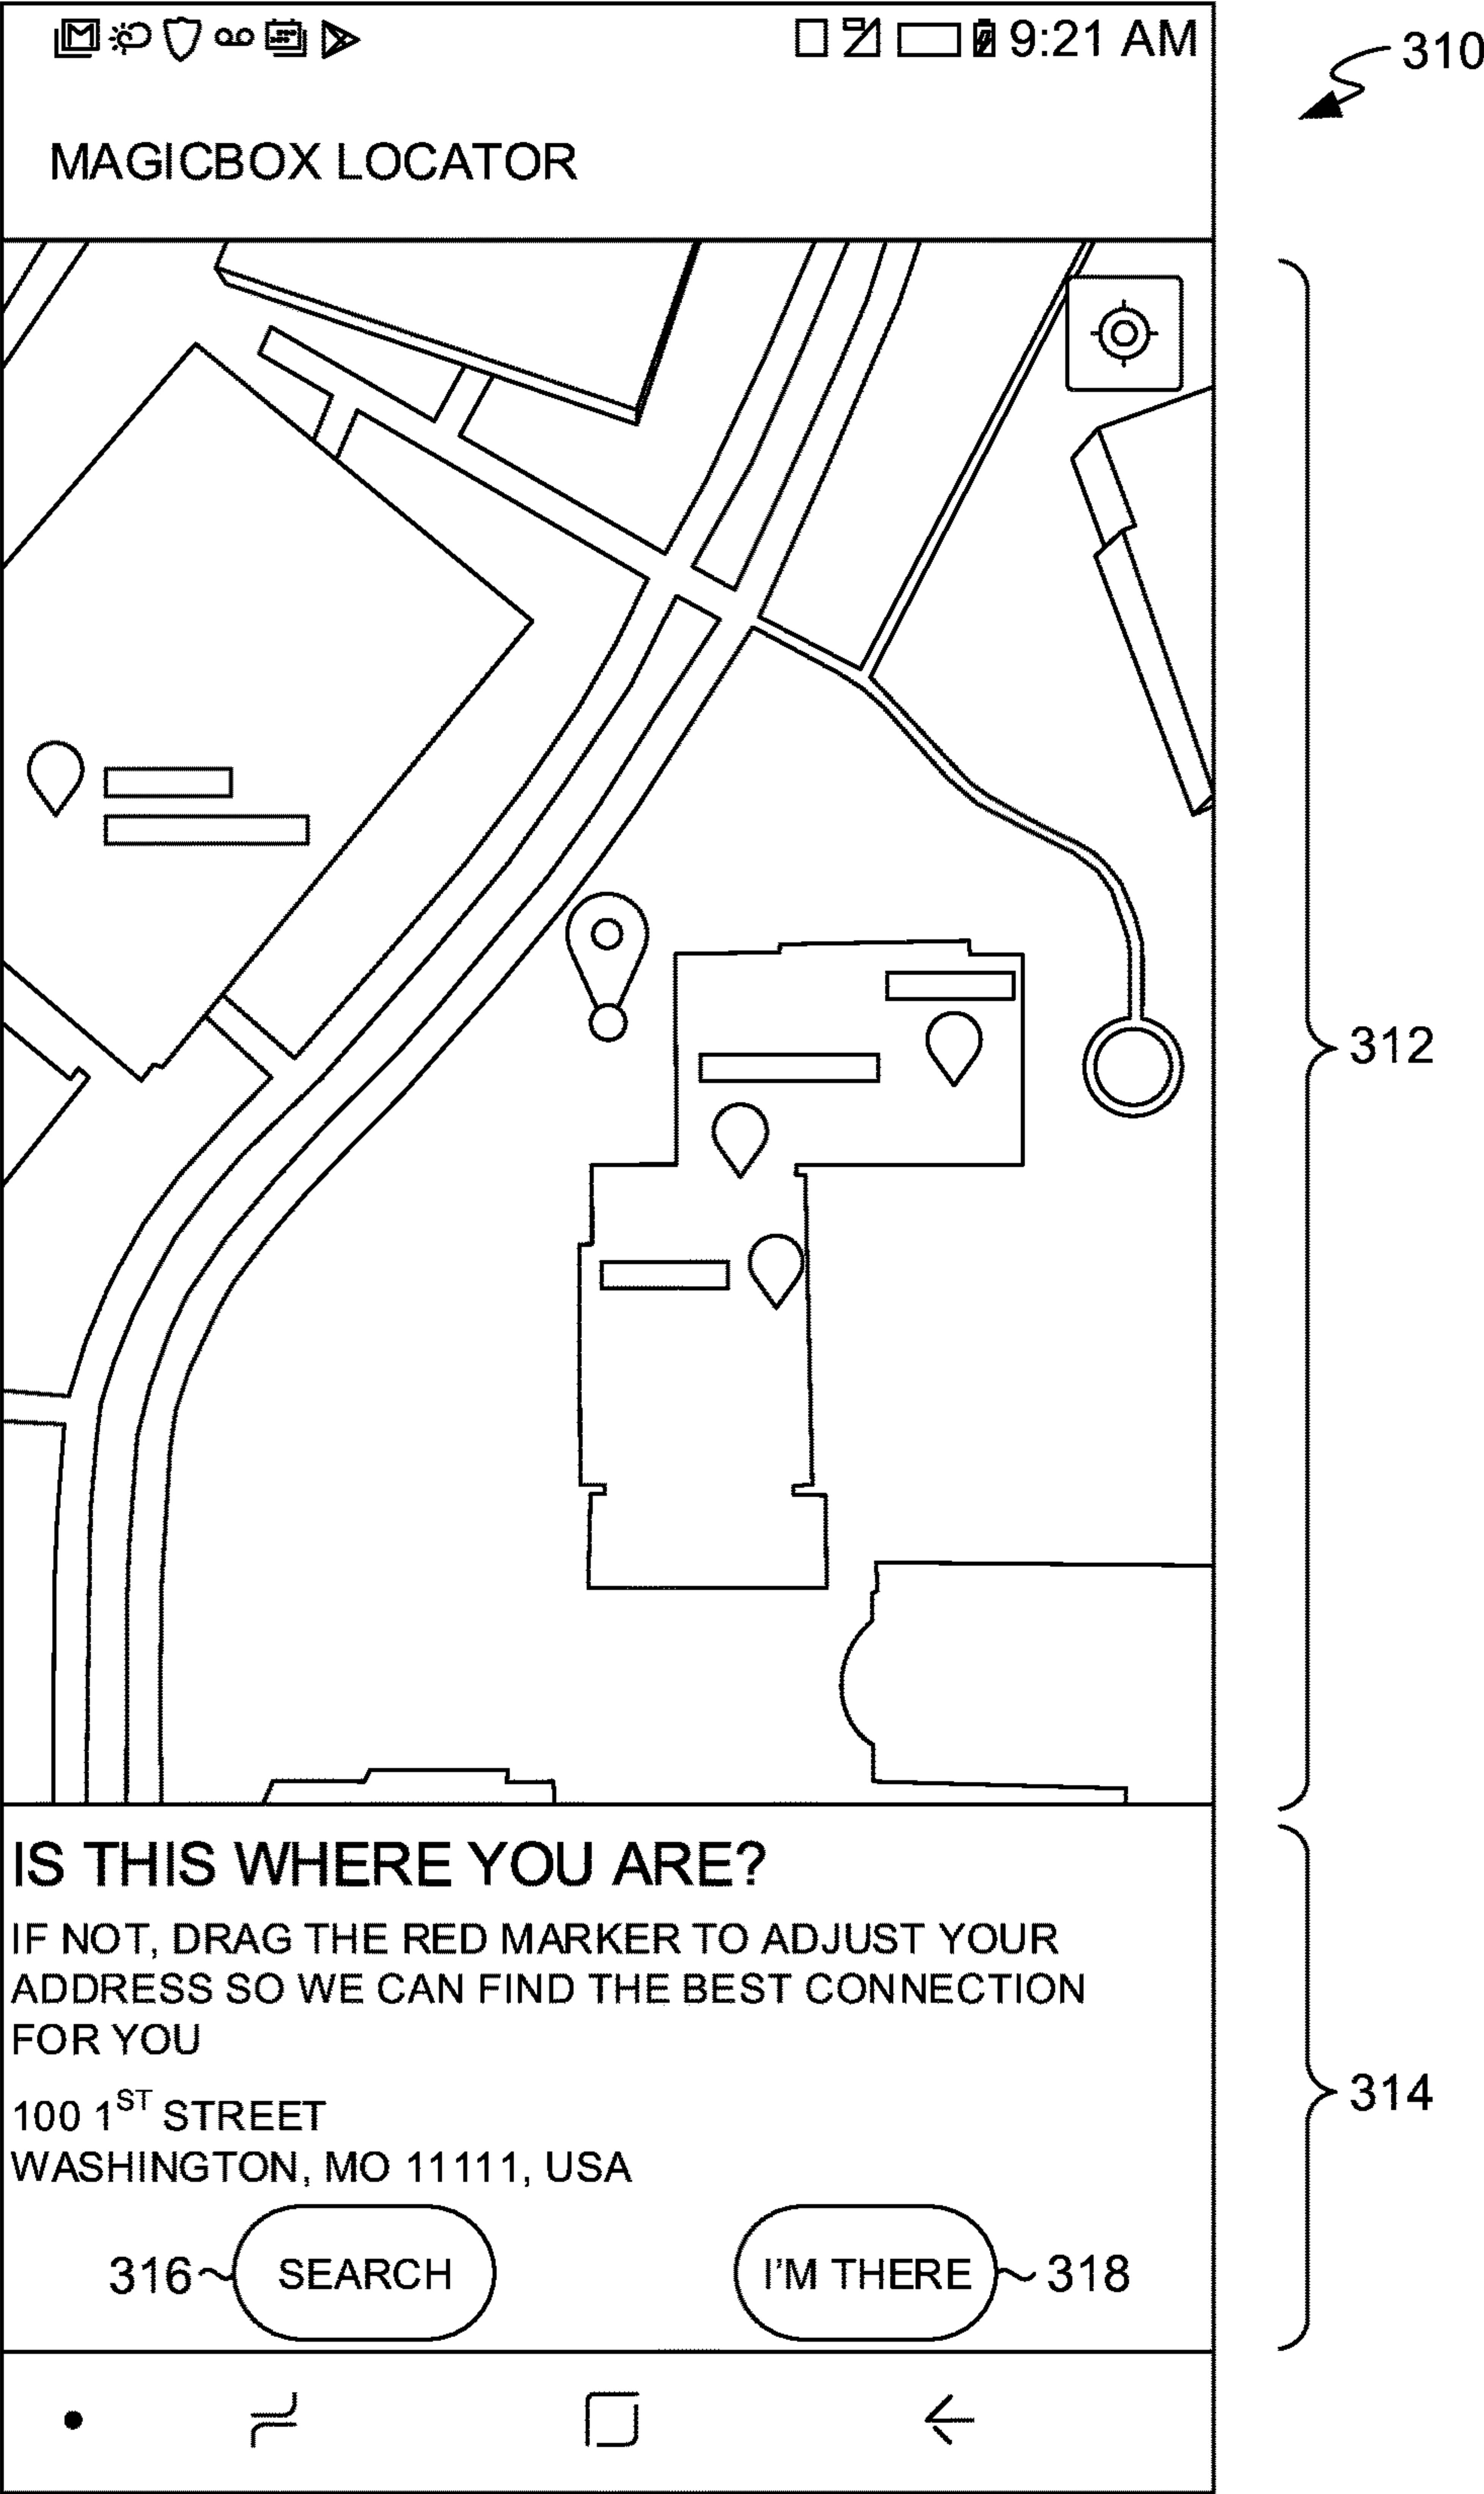 9:21 AM
310
MAGICBOX LOCATOR
312
IS THIS WHERE YOU ARE?
IF NOT, DRAG THE RED MARKER TO ADJUST YOUR
ADDRESS SO WE CAN FIND THE BEST CONNECTION
FOR YOU
100 1ST STREET
WASHINGTON, MO 11111, USA
314
316 SEARCH I'M THERE 318